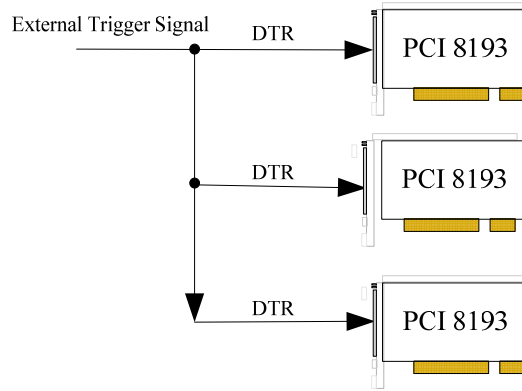 External Trigger Signal
DTR
PCI 8193
DTR
PCI 8193
DTR
PCI 8193